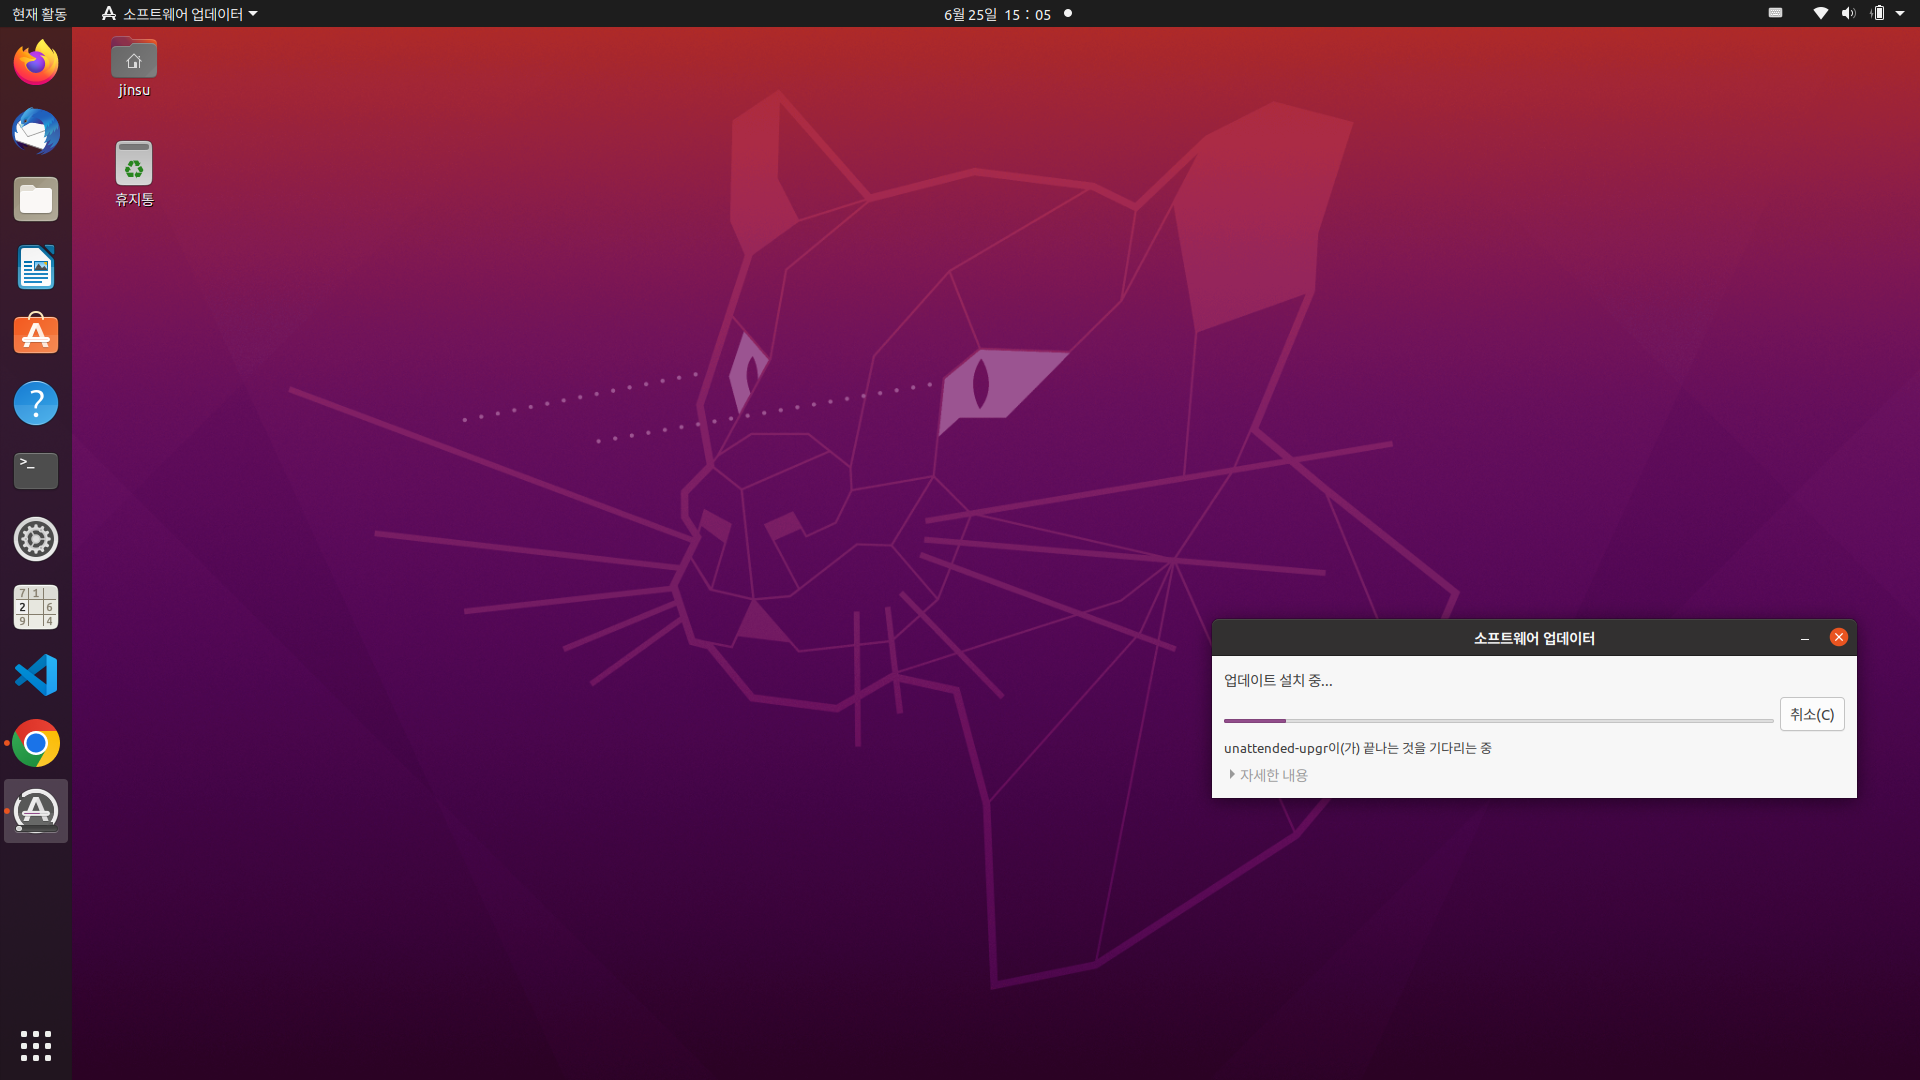 현재 활동
소프트웨어 업데이터
6월 25일 15 : 05
jinsu
휴지통
?
>_
7 1
2 6
9 4
소프트웨어 업데이터
업데이트 설치 중...
취소(C)
unattended-upgr이(가) 끝나는 것을 기다리는 중
자세한 내용